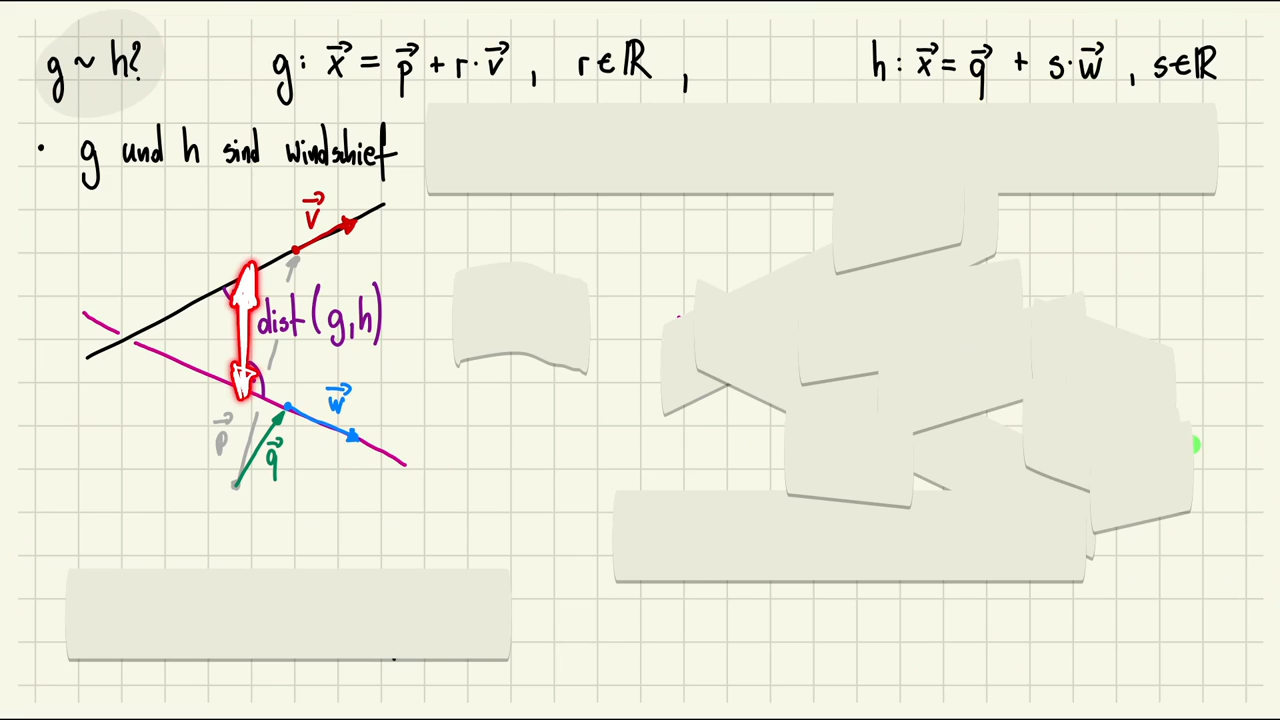 g ~ h? g: x⃗ = p⃗ + r·v⃗ , r∈ℝ , h: x⃗ = q⃗ + s·w⃗ , s∈ℝ
· g und h sind windschief
v⃗
dist(g,h)
w⃗
p⃗
q⃗